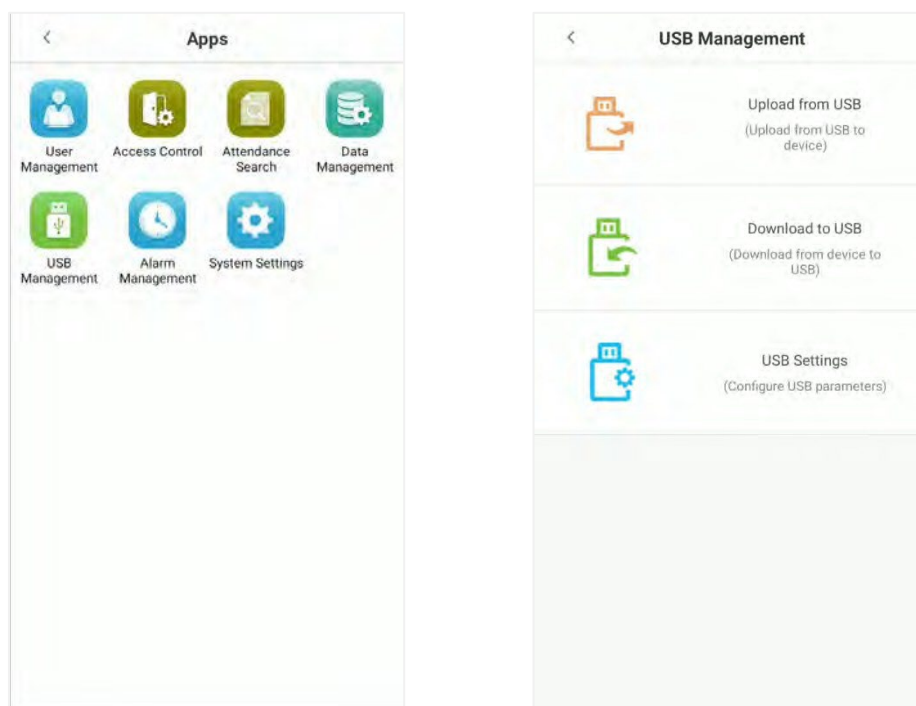 Apps
User
Management
Access Control
Attendance
Search
Data
Management
USB
Management
Alarm
Management
System Settings
USB Management
Upload from USB
(Upload from USB to
device)
Download to USB
(Download from device to
USB)
USB Settings
(Configure USB parameters)